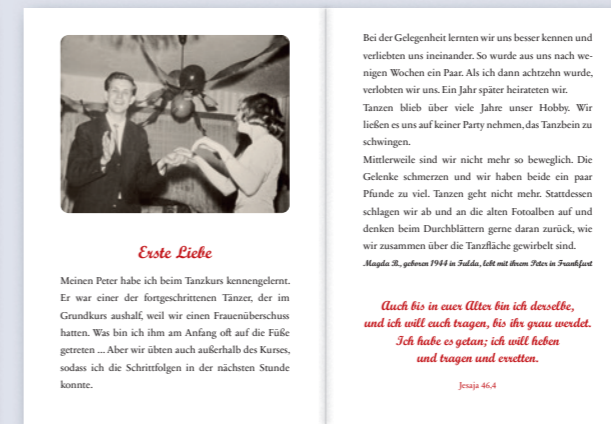 Erste Liebe
Meinen Peter habe ich beim Tanzkurs kennengelernt.
Er war einer der fortgeschrittenen Tänzer, der im
Grundkurs aushalf, weil wir einen Frauenüberschuss
hatten. Was bin ich ihm am Anfang oft auf die Füße
getreten ... Aber wir übten auch außerhalb des Kurses,
sodass ich die Schrittfolgen in der nächsten Stunde
konnte.
Bei der Gelegenheit lernten wir uns besser kennen und
verliebten uns ineinander. So wurde aus uns nach we-
nigen Wochen ein Paar. Als ich dann achtzehn wurde,
verlobten wir uns. Ein Jahr später heirateten wir.
Tanzen blieb über viele Jahre unser Hobby. Wir
ließen es uns auf keiner Party nehmen, das Tanzbein zu
schwingen.
Mittlerweile sind wir nicht mehr so beweglich. Die
Gelenke schmerzen und wir haben beide ein paar
Pfunde zu viel. Tanzen geht nicht mehr. Stattdessen
schlagen wir ab und an die alten Fotoalben auf und
denken beim Durchblättern gerne daran zurück, wie
wir zusammen über die Tanzfläche gewirbelt sind.
Magda B., geboren 1944 in Fulda, lebt mit ihrem Peter in Frankfurt
Auch bis in euer Alter bin ich derselbe,
und ich will euch tragen, bis ihr grau werdet.
Ich habe es getan; ich will heben
und tragen und erretten.
Jesaja 46,4